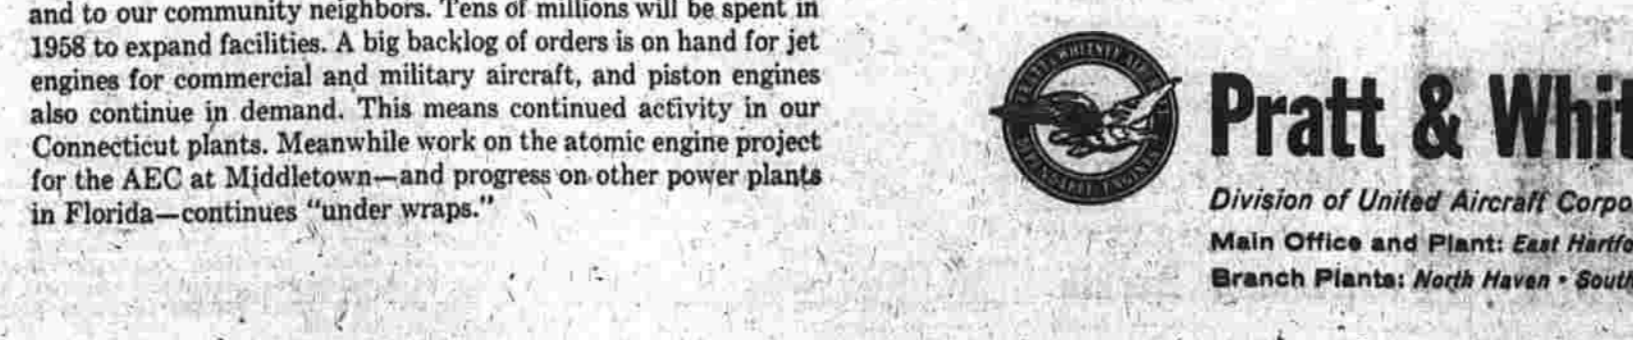 and to our community neighbors. Tens of millions will be spent in
1958 to expand facilities. A big backlog of orders is on hand for jet
engines for commercial and military aircraft, and piston engines
also continue in demand. This means continued activity in our
Connecticut plants. Meanwhile work on the atomic engine project
for the AEC at Middletown—and progress on other power plants
in Florida—continues "under wraps."
Pratt & Whit
Division of United Aircraft Corpo
Main Office and Plant: East Hartfo
Branch Plants: North Haven • South